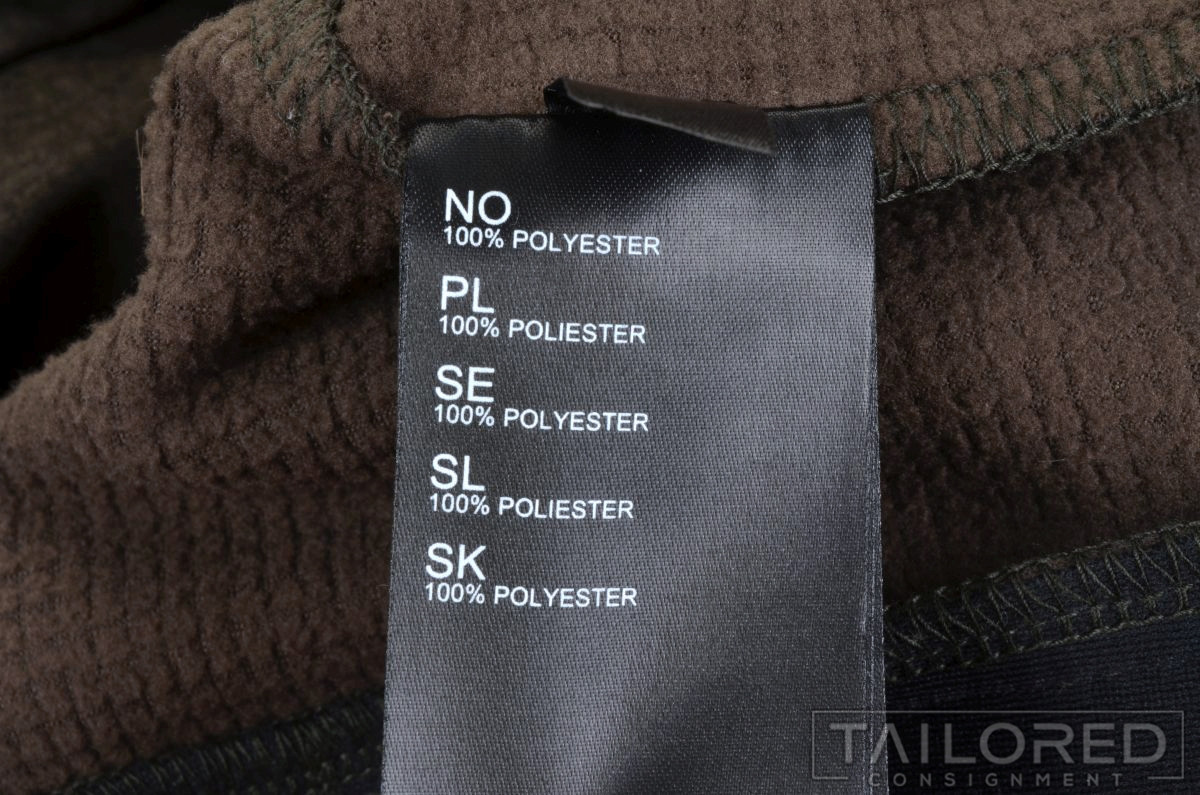 NO
100% POLYESTER
PL
100% POLIESTER
SE
100% POLYESTER
SL
100% POLIESTER
SK
100% POLYESTER
TAILORED
CONSIGNMENT